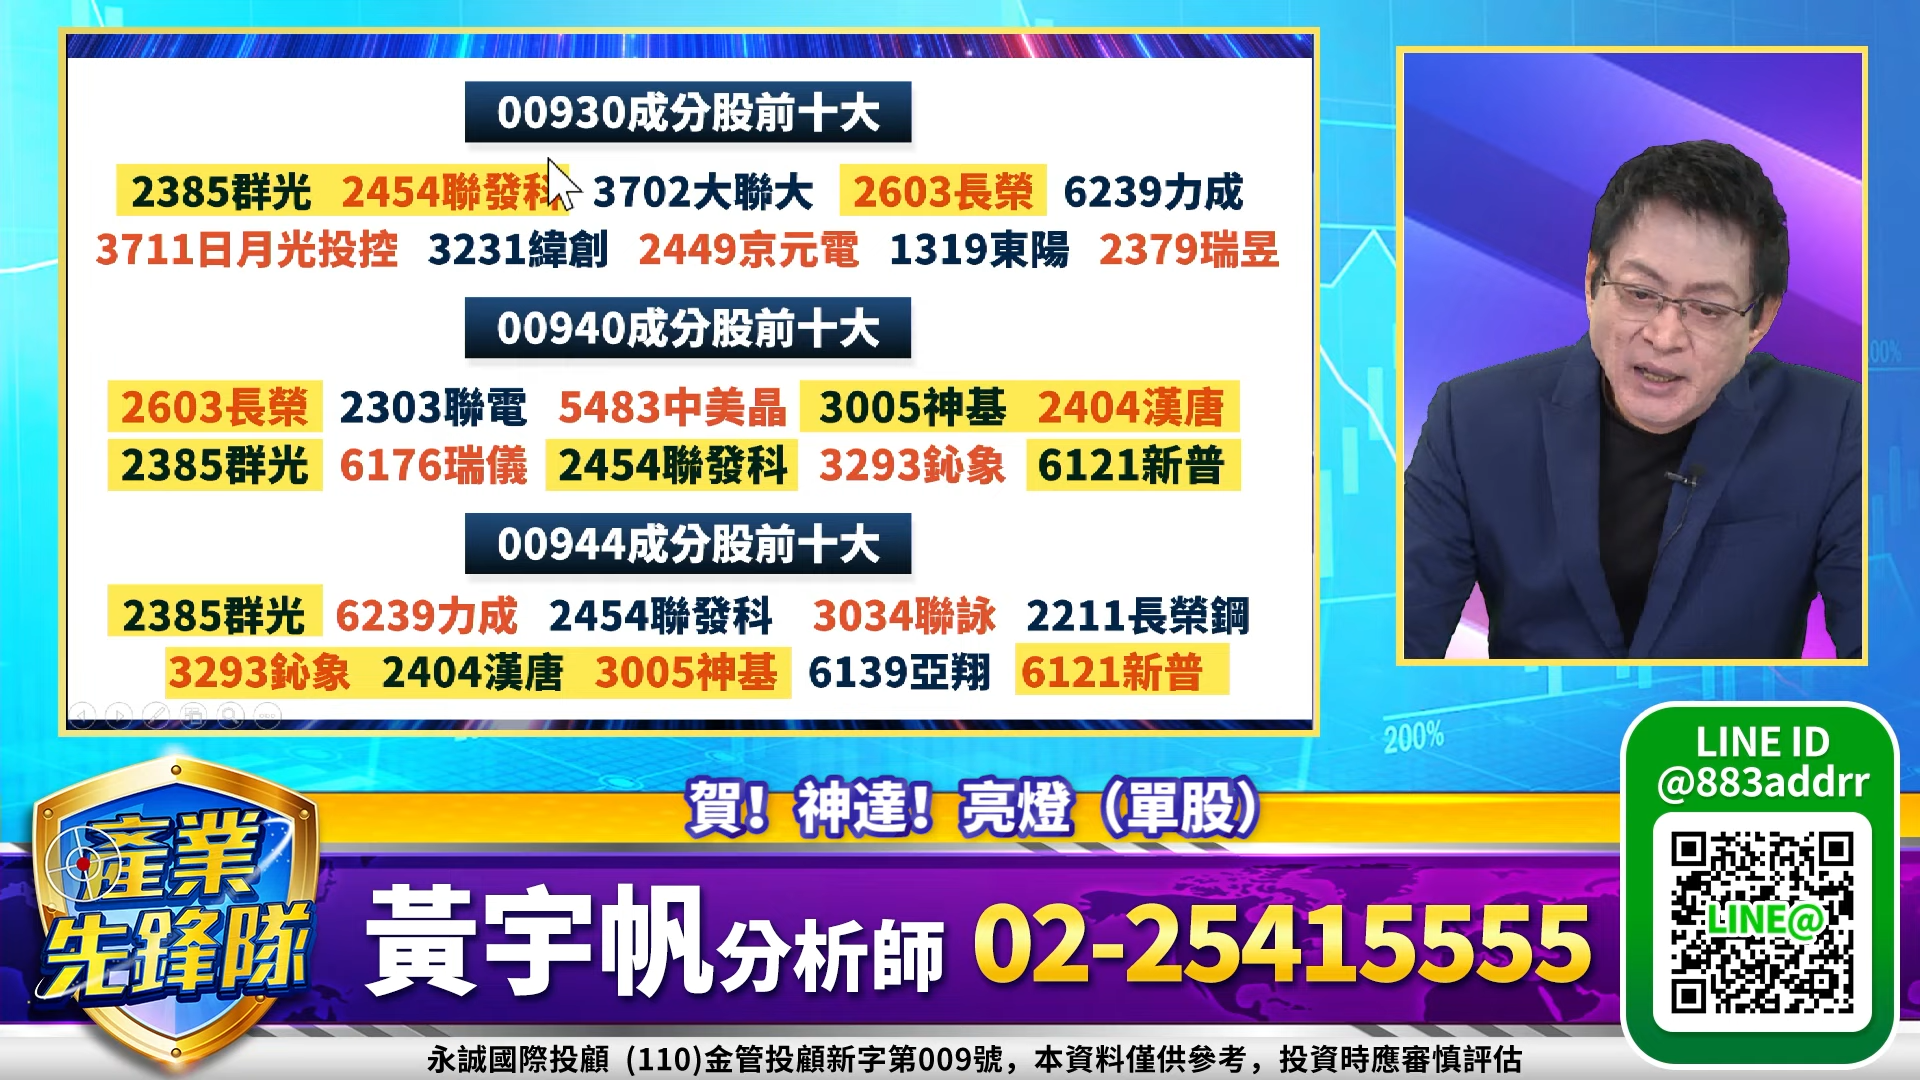 00930成分股前十大
2385群光 2454聯發科 3702大聯大 2603長榮 6239力成
3711日月光投控 3231緯創 2449京元電 1319東陽 2379瑞昱
00940成分股前十大
2603長榮 2303聯電 5483中美晶 3005神基 2404漢唐
2385群光 6176瑞儀 2454聯發科 3293鈊象 6121新普
00944成分股前十大
2385群光 6239力成 2454聯發科 3034聯詠 2211長榮鋼
3293鈊象 2404漢唐 3005神基 6139亞翔 6121新普
00%
200%
LINE ID
@883addrr
LINE@
賀！神達！亮燈（單股）
產業
先鋒隊
黃宇帆分析師 02-25415555
永誠國際投顧 (110)金管投顧新字第009號，本資料僅供參考，投資時應審慎評估